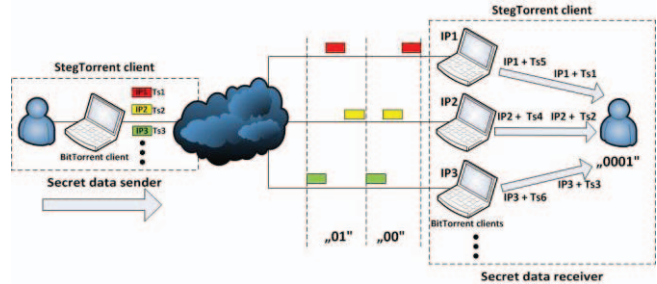 StegTorrent client
IP1 Ts1
IP2 Ts2
IP3 Ts3
BitTorrent client
Secret data sender
„01" „00"
StegTorrent client
IP1
IP1 + Ts5 IP1 + Ts1
IP2
IP2 + Ts4 IP2 + Ts2
„0001"
IP3
IP3 + Ts6 IP3 + Ts3
BitTorrent clients
Secret data receiver